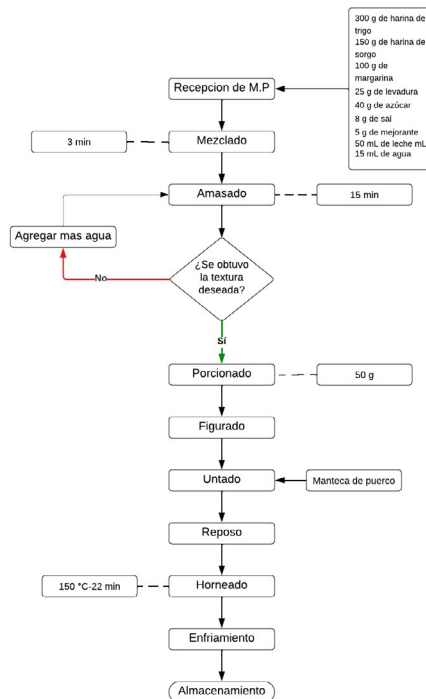 300 g de harina de
trigo
150 g de harina de
sorgo
100 g de
margarina
25 g de levadura
40 g de azúcar
8 g de sal
5 g de mejorante
50 mL de leche mL
15 mL de agua
Recepcion de M.P
3 min
Mezclado
Amasado
15 min
Agregar mas agua
¿Se obtuvo
la textura
deseada?
No
Sí
Porcionado
50 g
Figurado
Untado
Manteca de puerco
Reposo
150 °C-22 min
Horneado
Enfriamiento
Almacenamiento